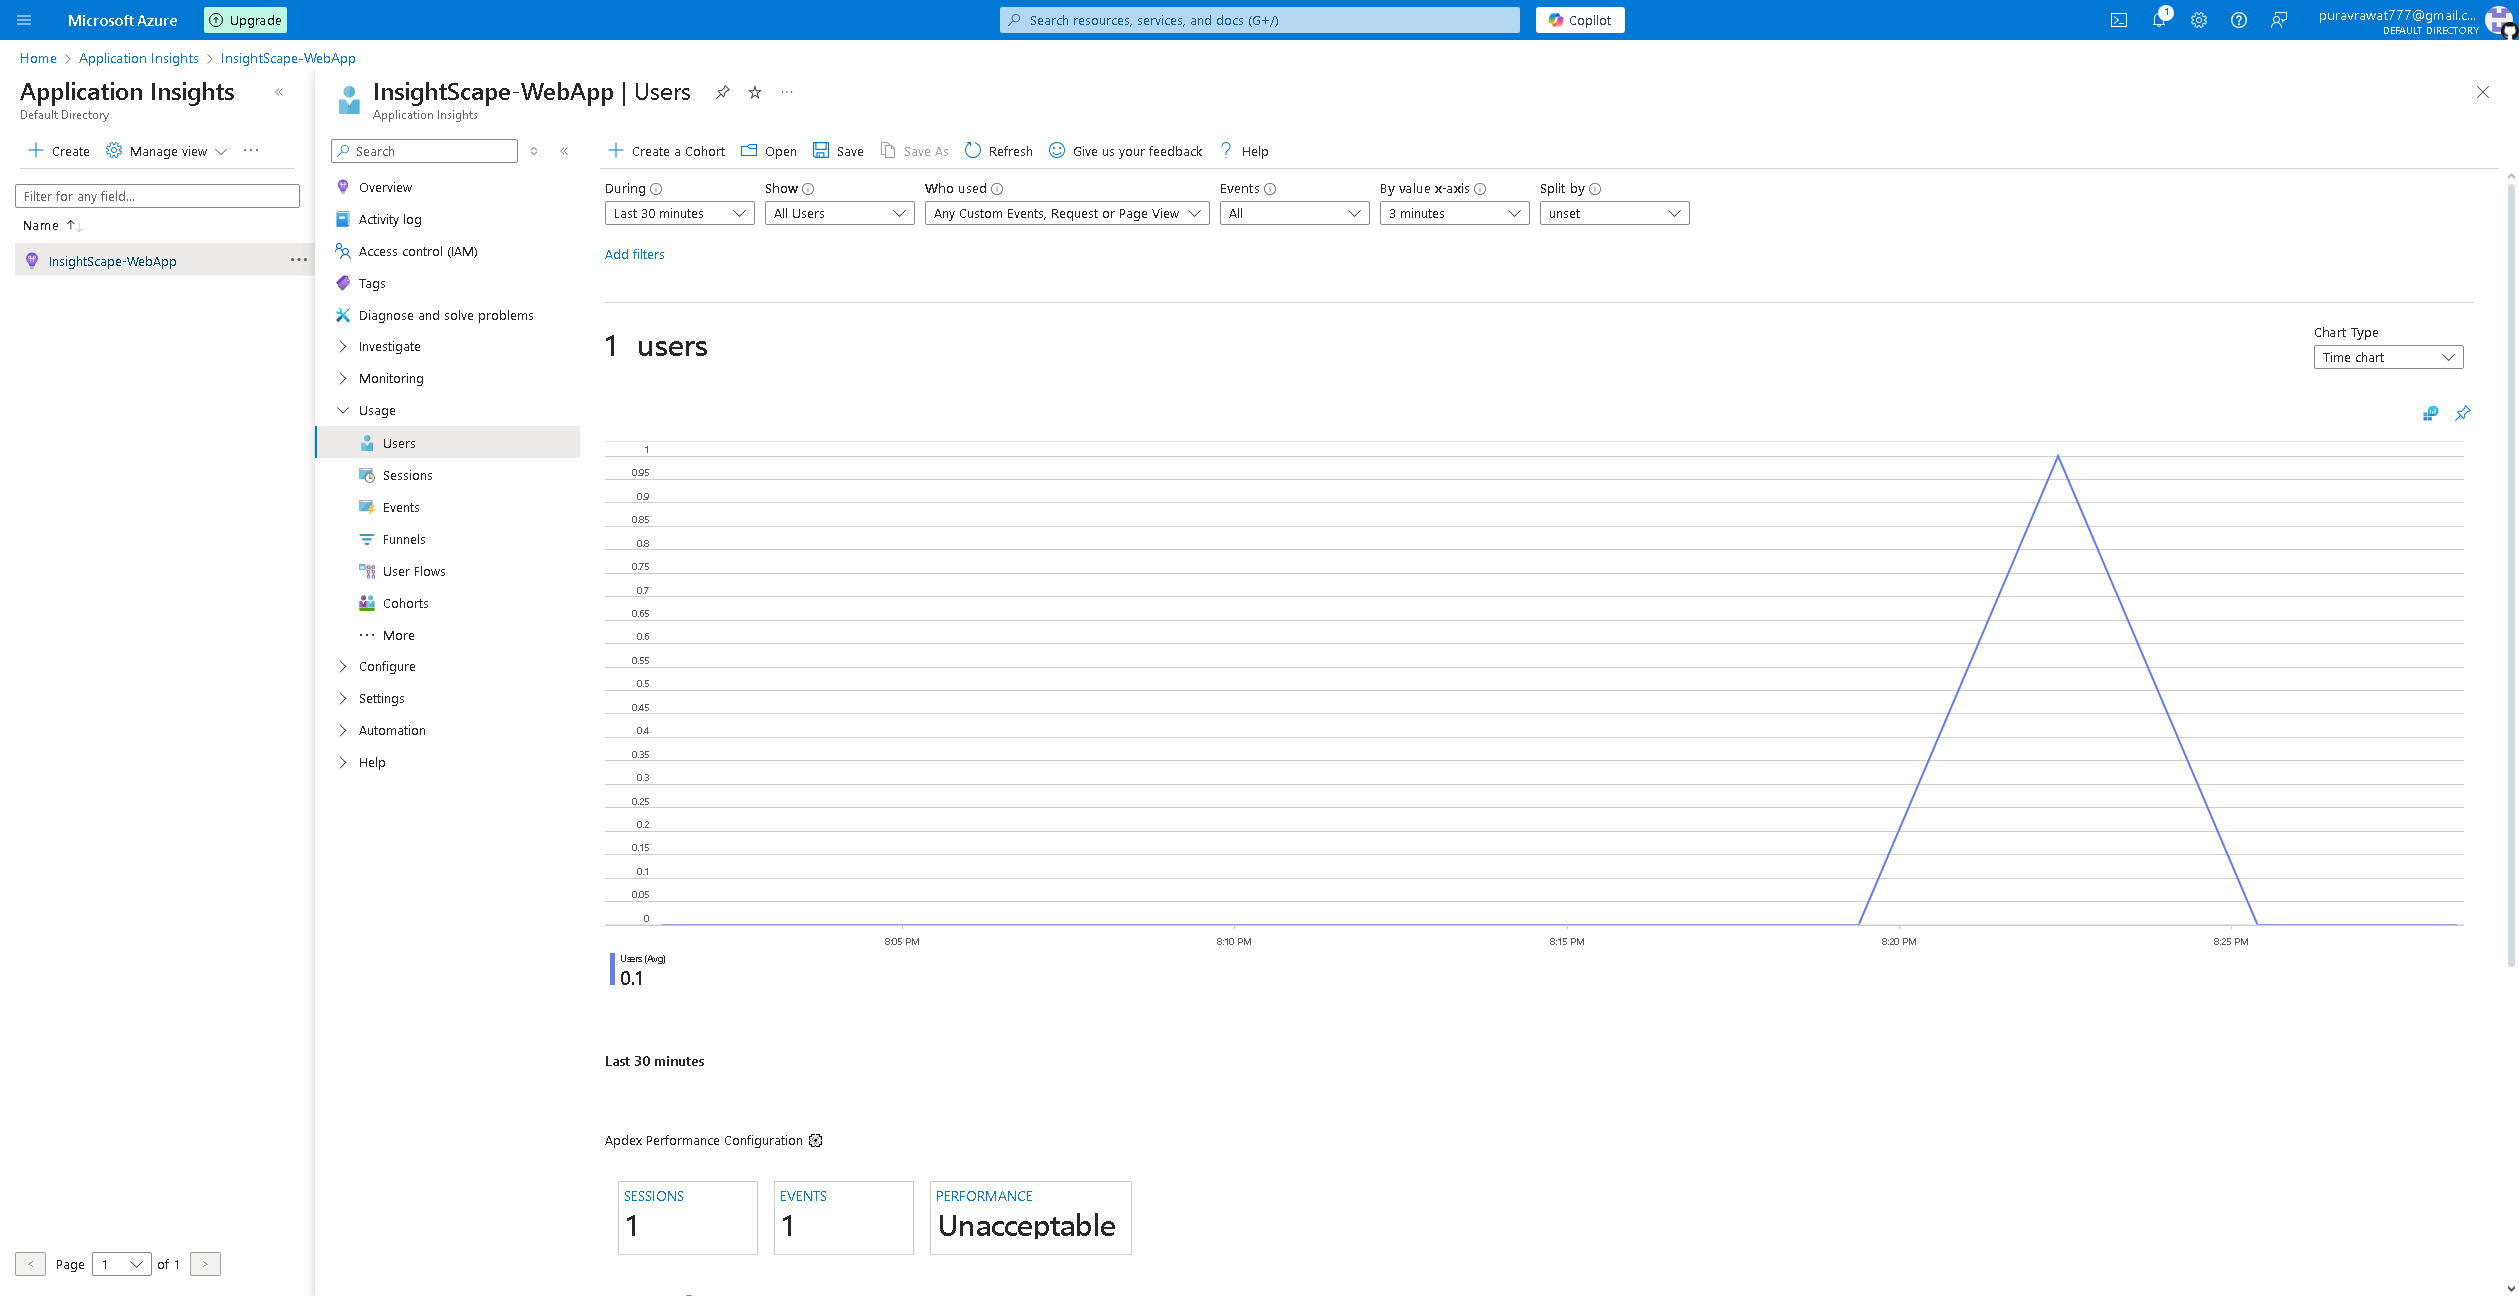 Microsoft Azure
Upgrade
Search resources, services, and docs (G+/)
Copilot
1
puravrawat777@gmail.c...
DEFAULT DIRECTORY
Home > Application Insights > InsightScape-WebApp
Application Insights
Default Directory
Create
Manage view
Filter for any field...
Name
InsightScape-WebApp
Page 1 of 1
InsightScape-WebApp | Users
Application Insights
Search
Overview
Activity log
Access control (IAM)
Tags
Diagnose and solve problems
Investigate
Monitoring
Usage
Users
Sessions
Events
Funnels
User Flows
Cohorts
More
Configure
Settings
Automation
Help
Create a Cohort
Open
Save
Save As
Refresh
Give us your feedback
Help
During
Show
Who used
Events
By value x-axis
Split by
Last 30 minutes
All Users
Any Custom Events, Request or Page View
All
3 minutes
unset
Add filters
1 users
Chart Type
Time chart
1
0.95
0.9
0.85
0.8
0.75
0.7
0.65
0.6
0.55
0.5
0.45
0.4
0.35
0.3
0.25
0.2
0.15
0.1
0.05
0
8:05 PM
8:10 PM
8:15 PM
8:20 PM
8:25 PM
Users (Avg)
0.1
Last 30 minutes
Apdex Performance Configuration
SESSIONS
1
EVENTS
1
PERFORMANCE
Unacceptable